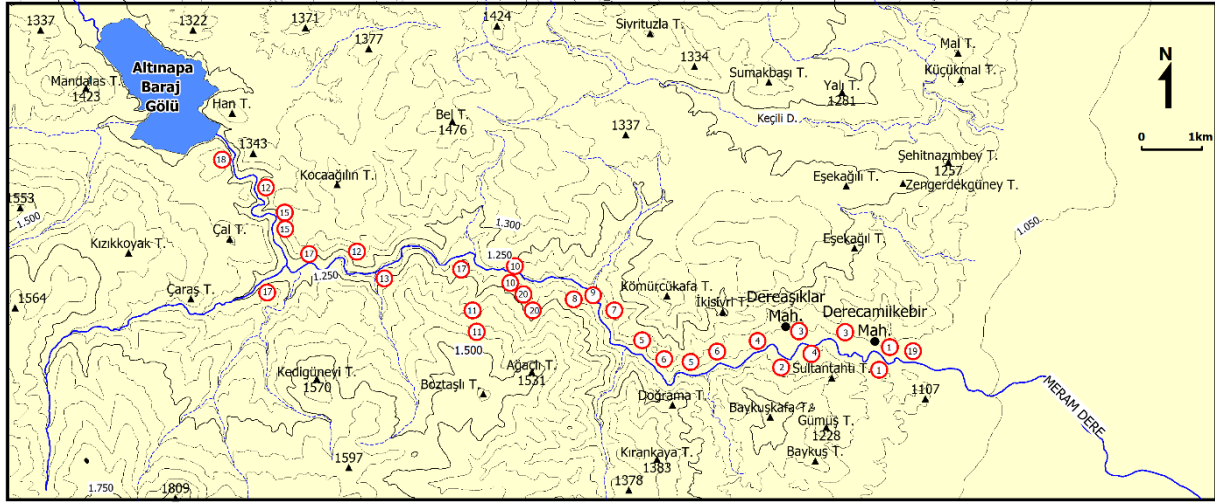 1337
1322
1371
1424
Sivrituzla T.
1377
Mal T.
N
Altınapa
Baraj
Gölü
1334
Sumakbaşı T.
Küçükmal T.
Mandalas T.
1423
Yalı T.
1281
Han T.
Bel T.
1476
Keçili D.
0 1km
1337
1343
18
Şehitnazımbey T.
1257
Kocaağılın T.
12
Eşekağılı T.
Zengerdekgüney T.
1553
1.500
15
15
1.300
1.050
Çal T.
Kızıkkoyak T.
17
12
1.250
Eşekağıl T.
17
10
1.250
13
10
17
20
9
8
Kömürcükafa T.
Çaraş T.
1564
11
20
7
İkisivri T.
Dereaşıklar
Mah.
Derecamiikebir
Mah.
11
3
3
5
4
1
19
1.500
6
5
6
4
2
1
Kedigüneyi T.
1570
Ağaçlı T.
1531
Sultantahtı T.
Boztaşlı T.
Doğrama T.
1107
MERAM DERE
Baykuşkafa T.
Gümüş T.
1228
Kırankaya T.
1383
Baykuş T.
1597
1378
1.750
1809